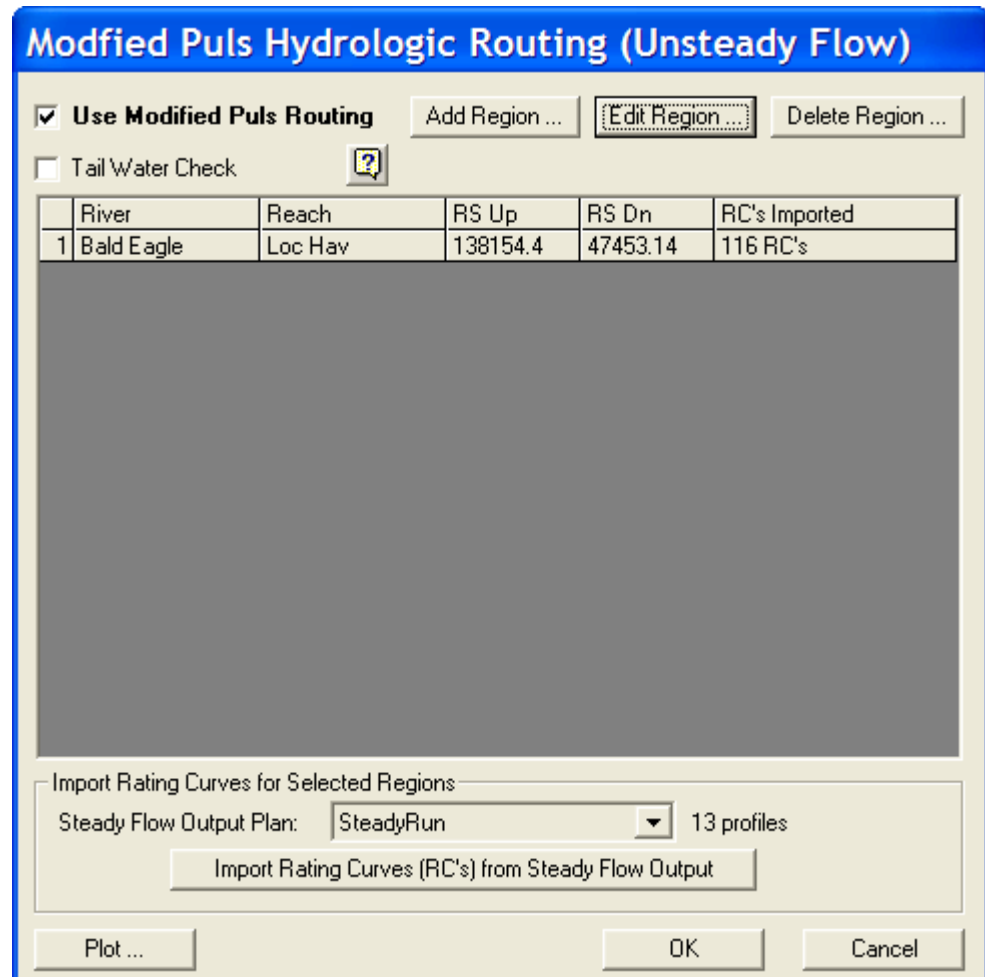 Modfied Puls Hydrologic Routing (Unsteady Flow)
Use Modified Puls Routing Add Region ... Edit Region ... Delete Region ...
Tail Water Check ?
River Reach RS Up RS Dn RC's Imported
1 Bald Eagle Loc Hav 138154.4 47453.14 116 RC's
Import Rating Curves for Selected Regions
Steady Flow Output Plan: SteadyRun 13 profiles
Import Rating Curves (RC's) from Steady Flow Output
Plot ... OK Cancel